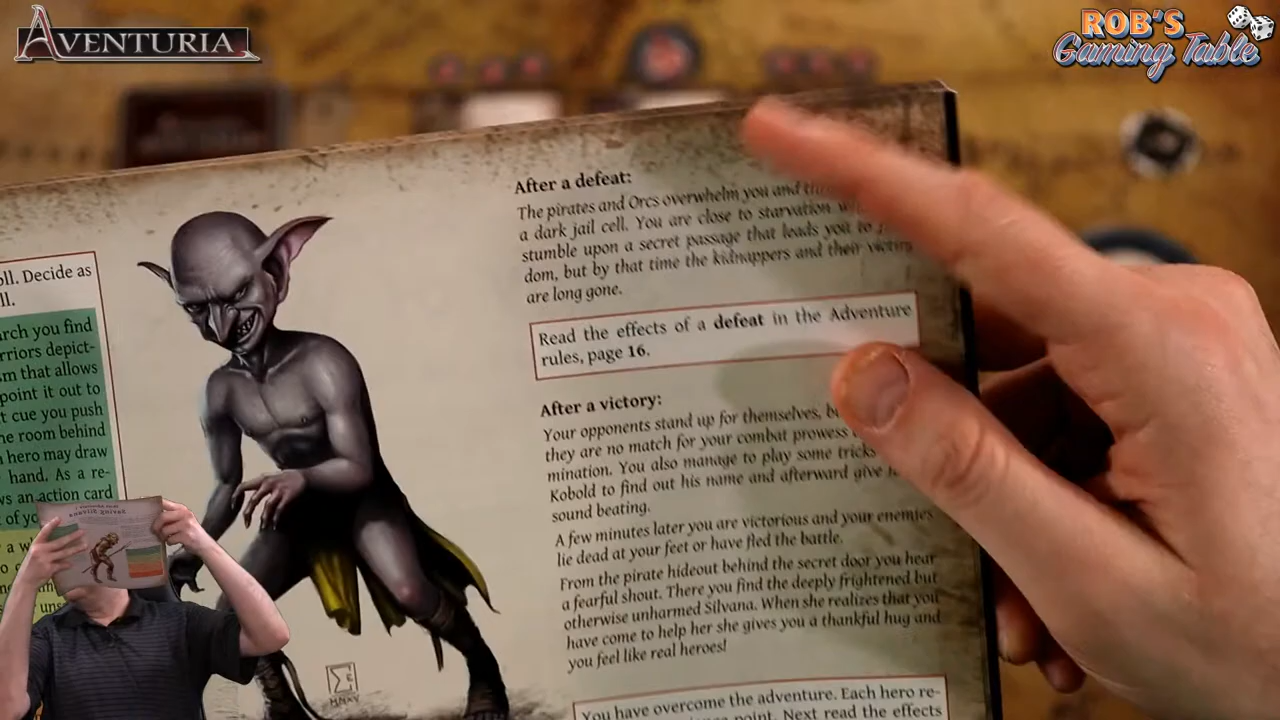 AVENTURIA
ROB'S
Gaming Table
oll. Decide as
ll.
arch you find
rriors depict-
sm that allows
point it out to
t cue you push
he room behind
n hero may draw
hand. As a re-
ws an action card
t of yo
After a defeat:
The pirates and Orcs overwhelm you and
a dark jail cell. You are close to starvation
stumble upon a secret passage that leads you to
dom, but by that time the kidnappers and their victims
are long gone.
Read the effects of a defeat in the Adventure
rules, page 16.
After a victory:
Your opponents stand up for themselves,
they are no match for your combat prowess
mination. You also manage to play some tricks
Kobold to find out his name and afterward give
sound beating.
A few minutes later you are victorious and your enemies
lie dead at your feet or have fled the battle.
From the pirate hideout behind the secret door you hear
a fearful shout. There you find the deeply frightened but
otherwise unharmed Silvana. When she realizes that you
have come to help her she gives you a thankful hug and
you feel like real heroes!
You have overcome the adventure. Each hero re-
point. Next read the effects